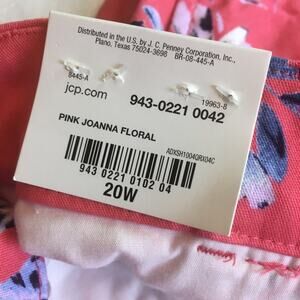 Distributed in the U.S. by J. C. Penney Corporation, Inc.,
Plano, Texas 75024-3698 BR-08-445-A
8445-A
19963-8
jcp.com
943-0221 0042
PINK JOANNA FLORAL
ADXSH10040RX04C
943 0221 0102 04
20W